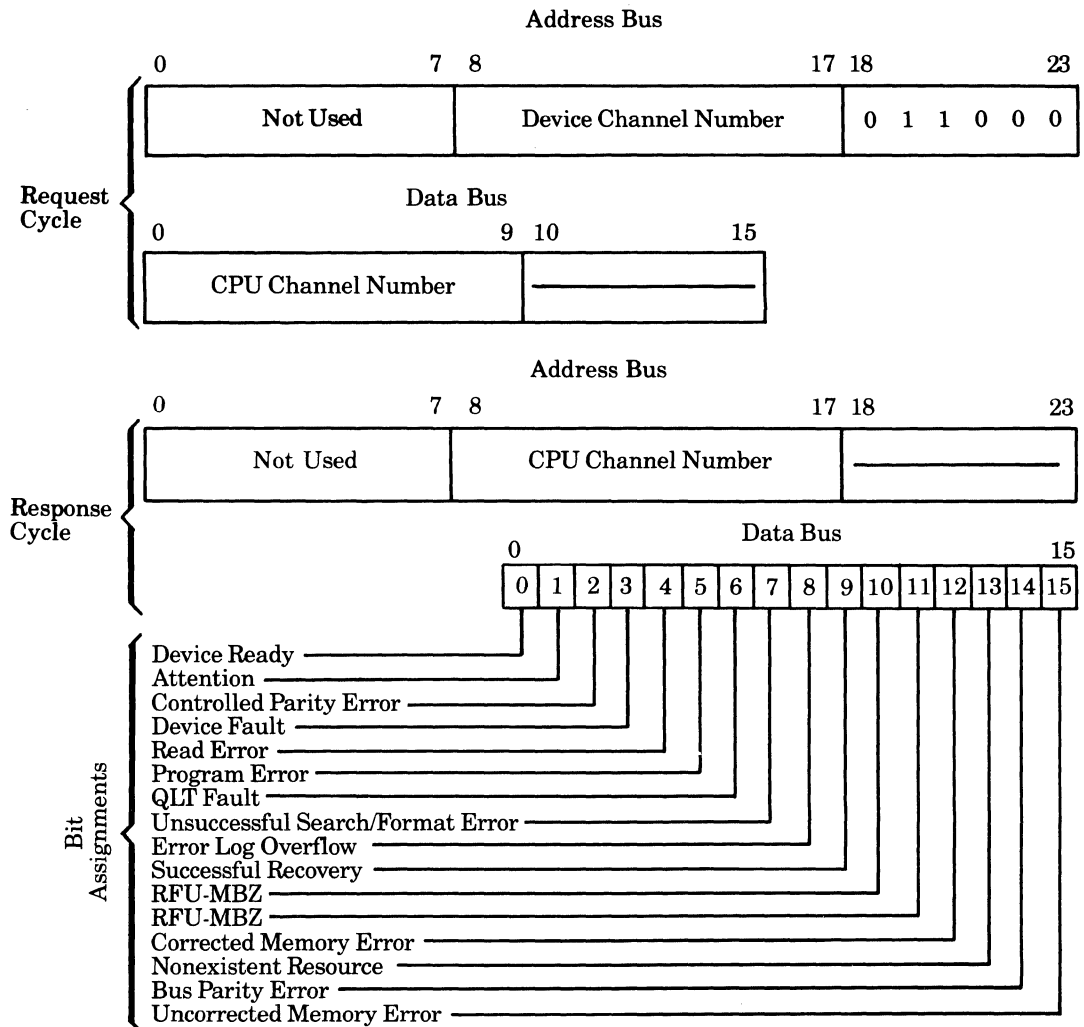 Address Bus
0 7 8 17 18 23
Not Used Device Channel Number 0 1 1 0 0 0
Request
Cycle
Data Bus
0 9 10 15
CPU Channel Number
Address Bus
0 7 8 17 18 23
Not Used CPU Channel Number
Response
Cycle
Data Bus
0 15
0 1 2 3 4 5 6 7 8 9 10 11 12 13 14 15
Bit
Assignments
Device Ready
Attention
Controlled Parity Error
Device Fault
Read Error
Program Error
QLT Fault
Unsuccessful Search/Format Error
Error Log Overflow
Successful Recovery
RFU-MBZ
RFU-MBZ
Corrected Memory Error
Nonexistent Resource
Bus Parity Error
Uncorrected Memory Error